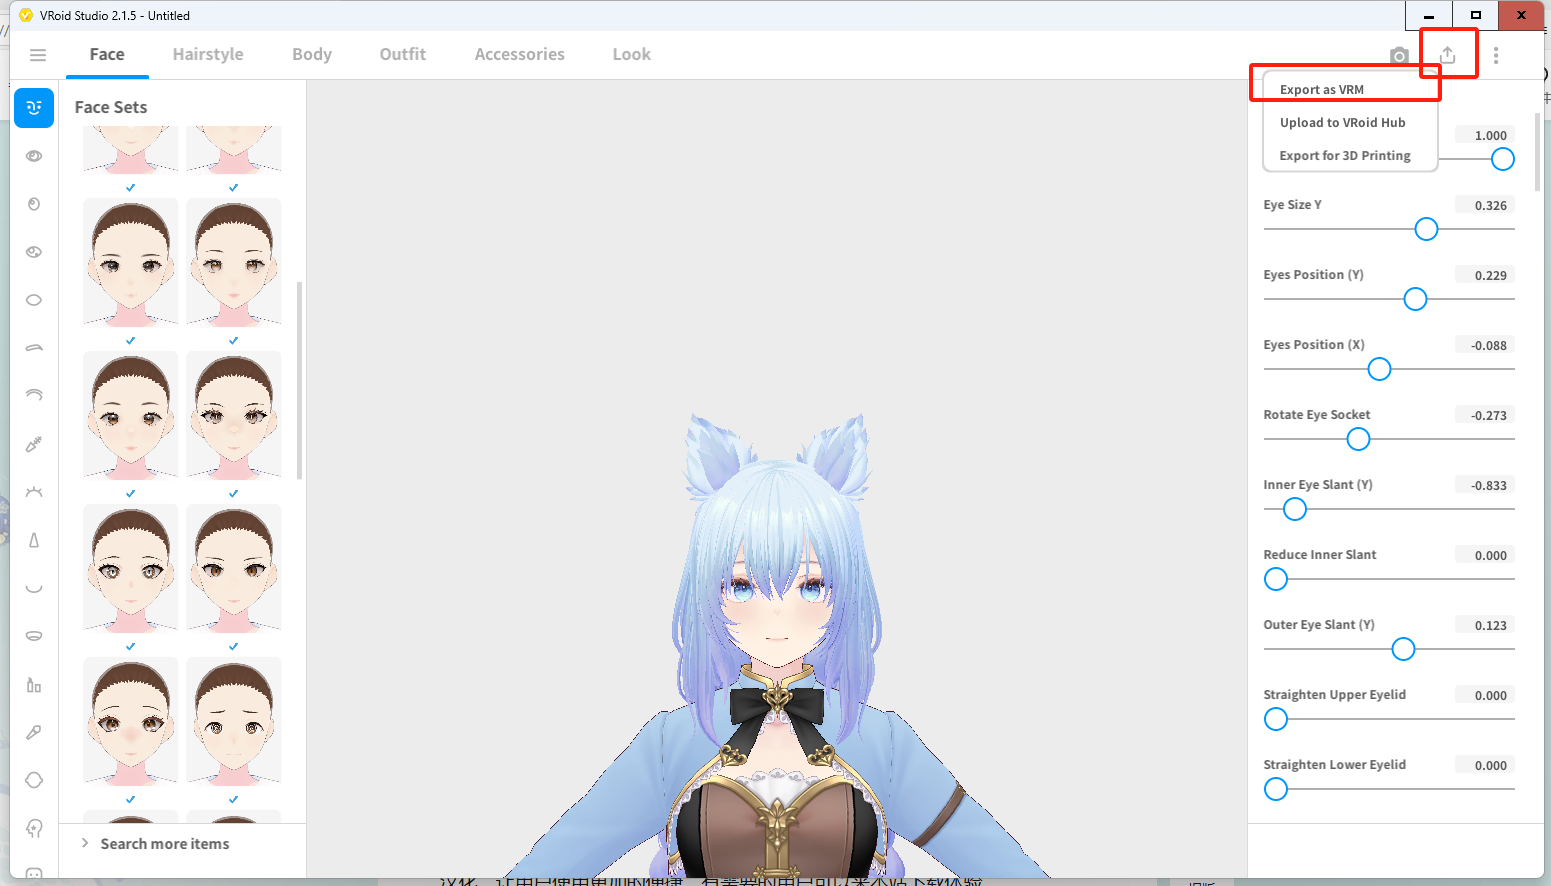 VRoid Studio 2.1.5 - Untitled
Face
Hairstyle
Body
Outfit
Accessories
Look
Export as VRM
Upload to VRoid Hub
Export for 3D Printing
Face Sets
1.000
Eye Size Y
0.326
Eyes Position (Y)
0.229
Eyes Position (X)
-0.088
Rotate Eye Socket
-0.273
Inner Eye Slant (Y)
-0.833
Reduce Inner Slant
0.000
Outer Eye Slant (Y)
0.123
Straighten Upper Eyelid
0.000
Straighten Lower Eyelid
0.000
Search more items